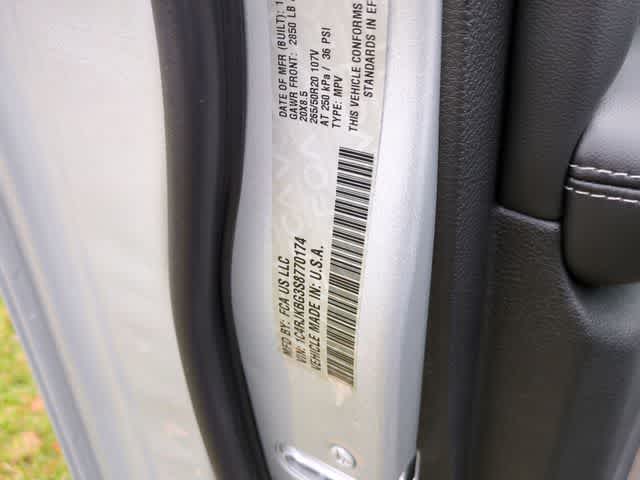 MFD BY: FCA US LLC
DATE OF MFR (BUILT):
GAWR FRONT: 2850 LB
20X8.5
265/50R20 107V
AT 250 kPa / 36 PSI
TYPE: MPV
VIN: 1C4RJKBG3S8770174
VEHICLE MADE IN: U.S.A.
THIS VEHICLE CONFORMS
STANDARDS IN EF